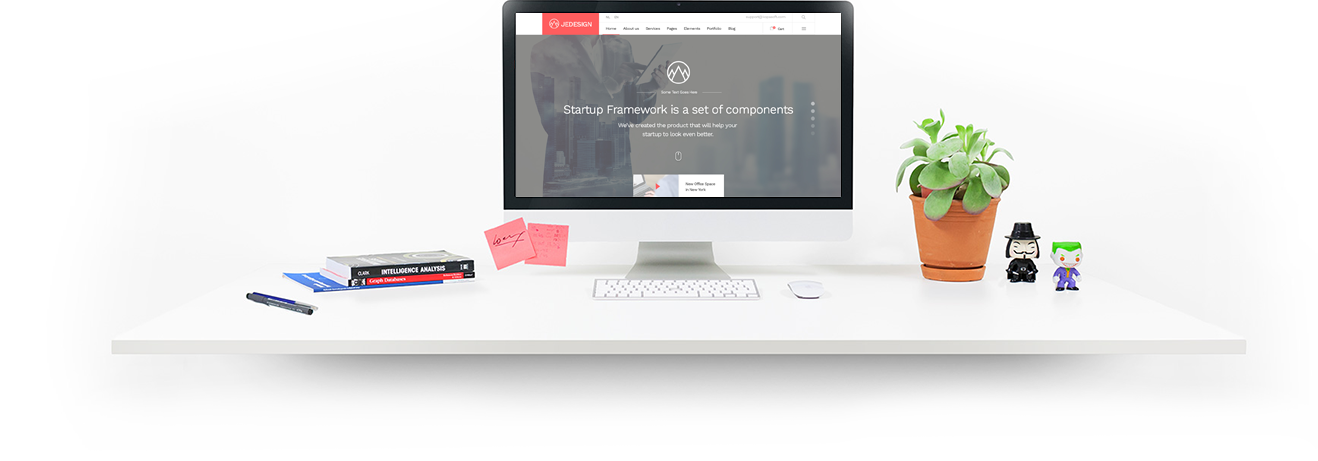 JEDESIGN
Home About us Services Pages Elements Portfolio Blog
Cart
Some Text Goes Here
Startup Framework is a set of components
We've created the product that will help your
startup to look even better.
New Office Space
in New York
CLARK INTELLIGENCE ANALYSIS
Graph Databases